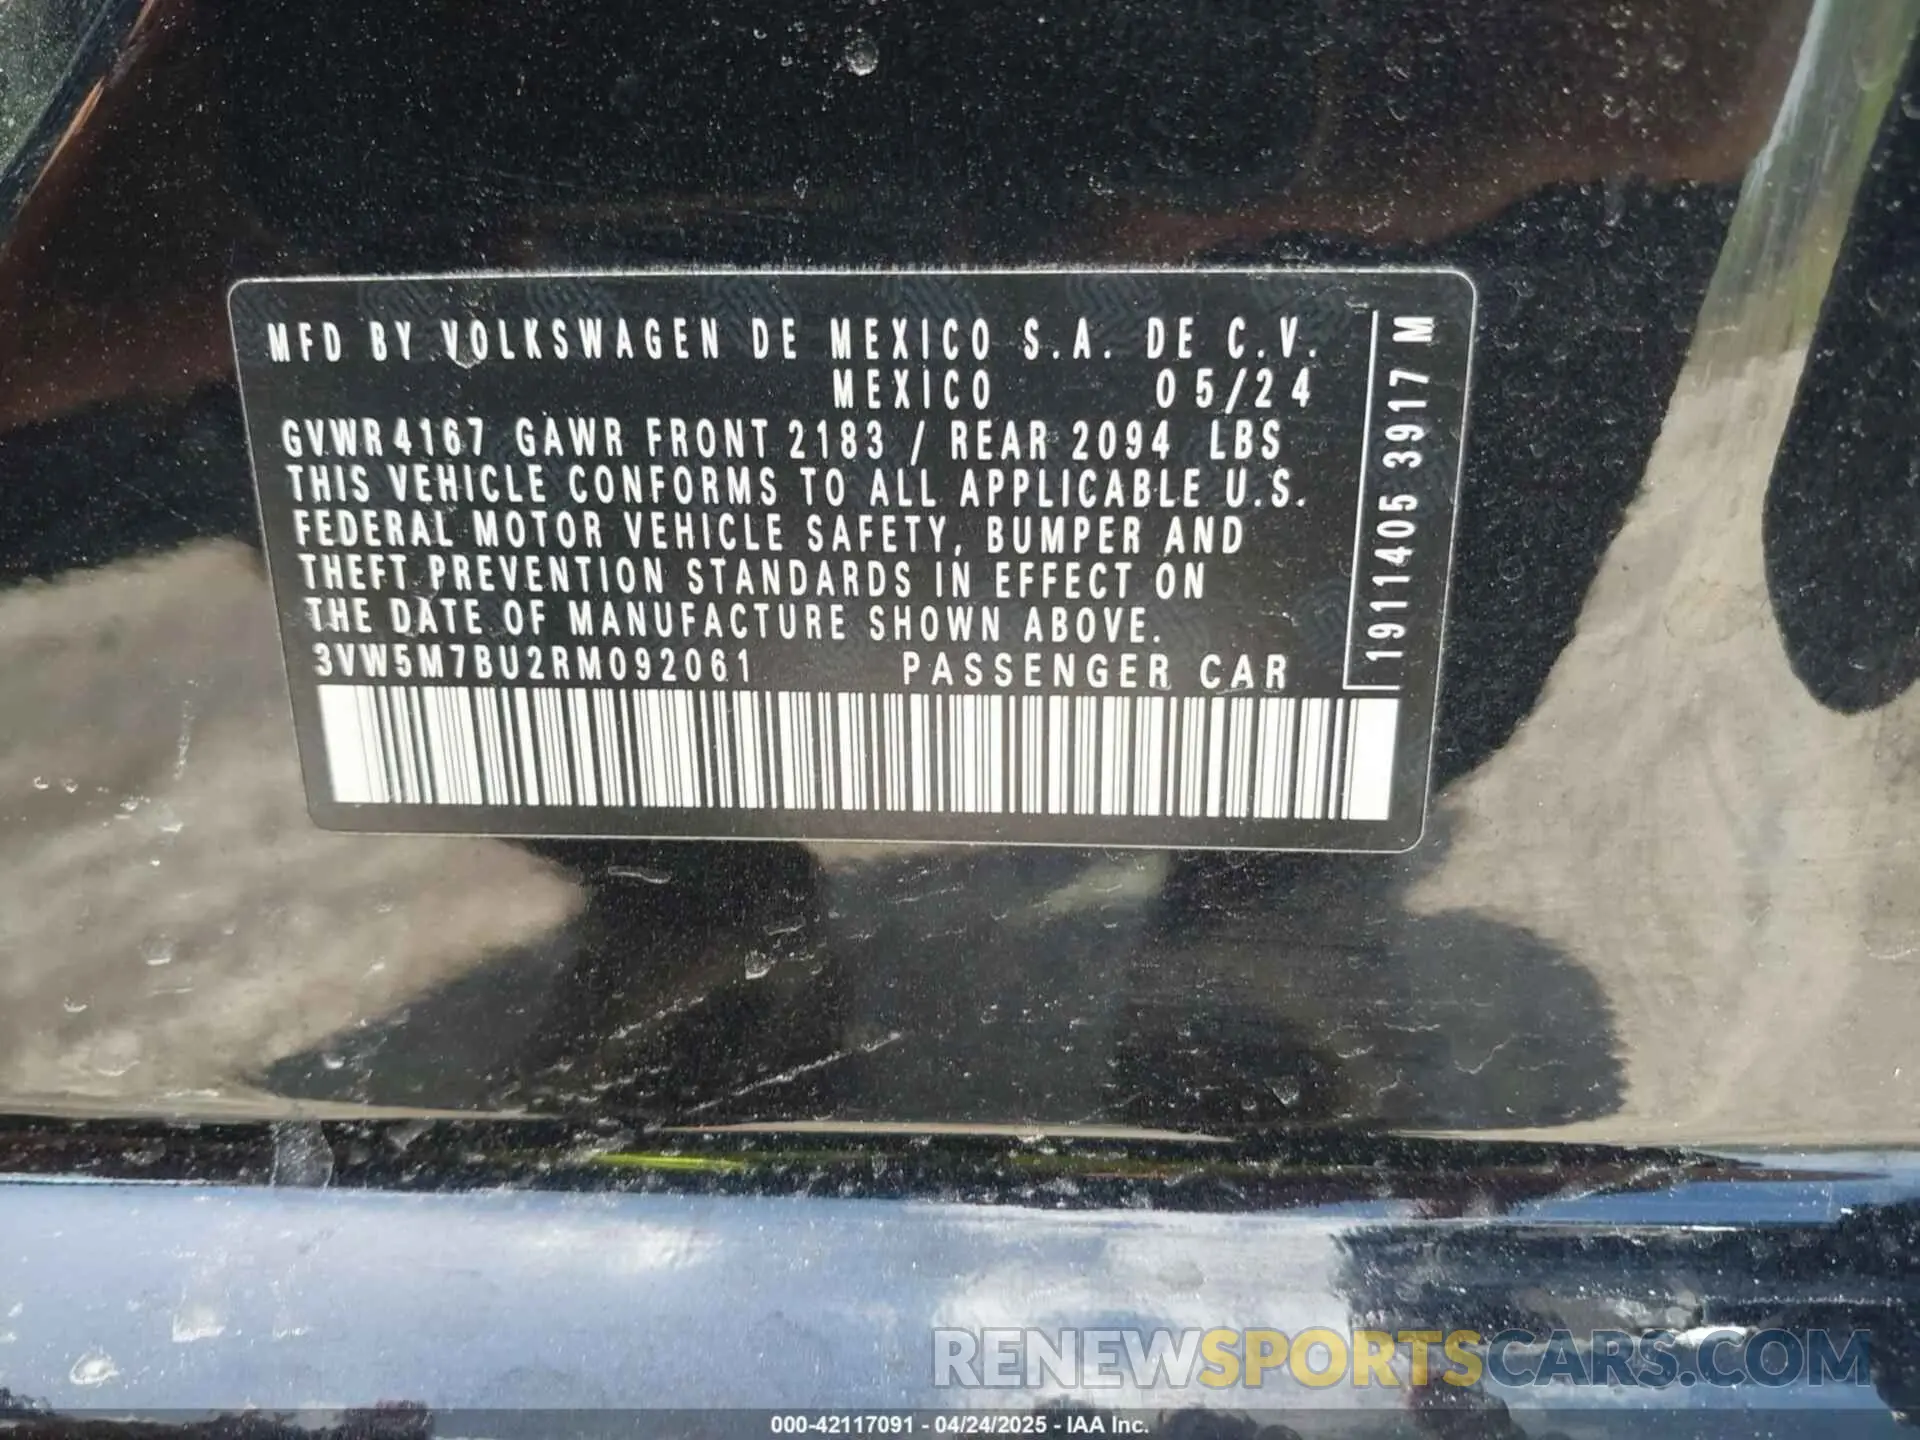 MFD BY VOLKSWAGEN DE MEXICO S.A. DE C.V.
MEXICO 05/24
GVWR 4167 GAWR FRONT 2183 / REAR 2094 LBS
THIS VEHICLE CONFORMS TO ALL APPLICABLE U.S.
FEDERAL MOTOR VEHICLE SAFETY, BUMPER AND
THEFT PREVENTION STANDARDS IN EFFECT ON
THE DATE OF MANUFACTURE SHOWN ABOVE.
3VW5M7BU2RM092061 PASSENGER CAR
1911405 3917 M
RENEWSPORTSCARS.COM
000-42117091 - 04/24/2025 - IAA Inc.